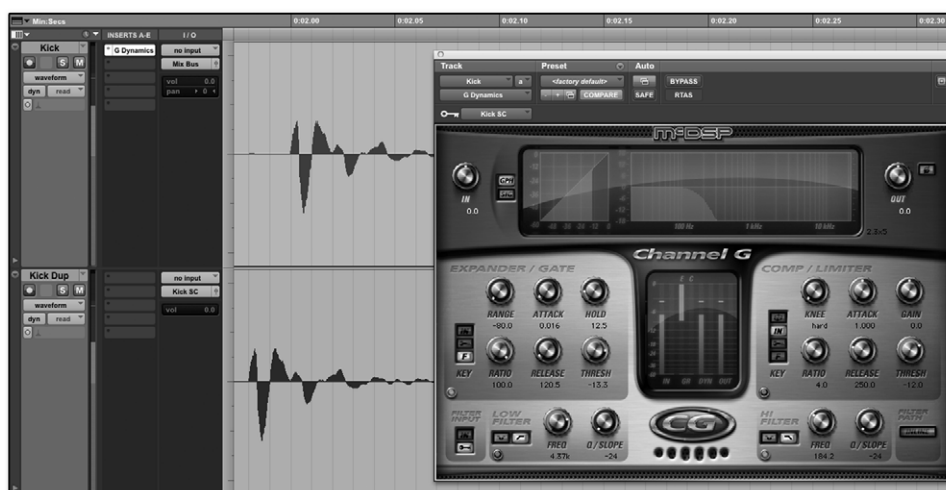 Min:Secs
0:02.00 0:02.05 0:02.10 0:02.15 0:02.20 0:02.25 0:02.30
INSERTS A-E I / O
Kick
G Dynamics
no input
Mix Bus
S M
waveform
vol 0.0
dyn read
pan 0
Kick Dup
no input
Kick SC
S M
waveform
vol 0.0
dyn read
Track Preset Auto
Kick a <factory default> BYPASS
G Dynamics COMPARE SAFE RTAS
Kick SC
McDSP
IN
0.0
OUT
0.0
100 Hz 1 kHz 10 kHz
Channel G
EXPANDER / GATE
RANGE ATTACK HOLD
-80.0 0.016 12.5
KEY
RATIO RELEASE THRESH
100.0 120.5 -13.3
E C
IN GR DYN OUT
COMP / LIMITER
KNEE ATTACK GAIN
hard 1.000 0.0
IN
KEY
RATIO RELEASE THRESH
4.0 250.0 -12.0
FILTER INPUT
LOW FILTER
FREQ Q / SLOPE
4.37k -24
CG
HI FILTER
FREQ Q / SLOPE
184.2 -24
FILTER PATH